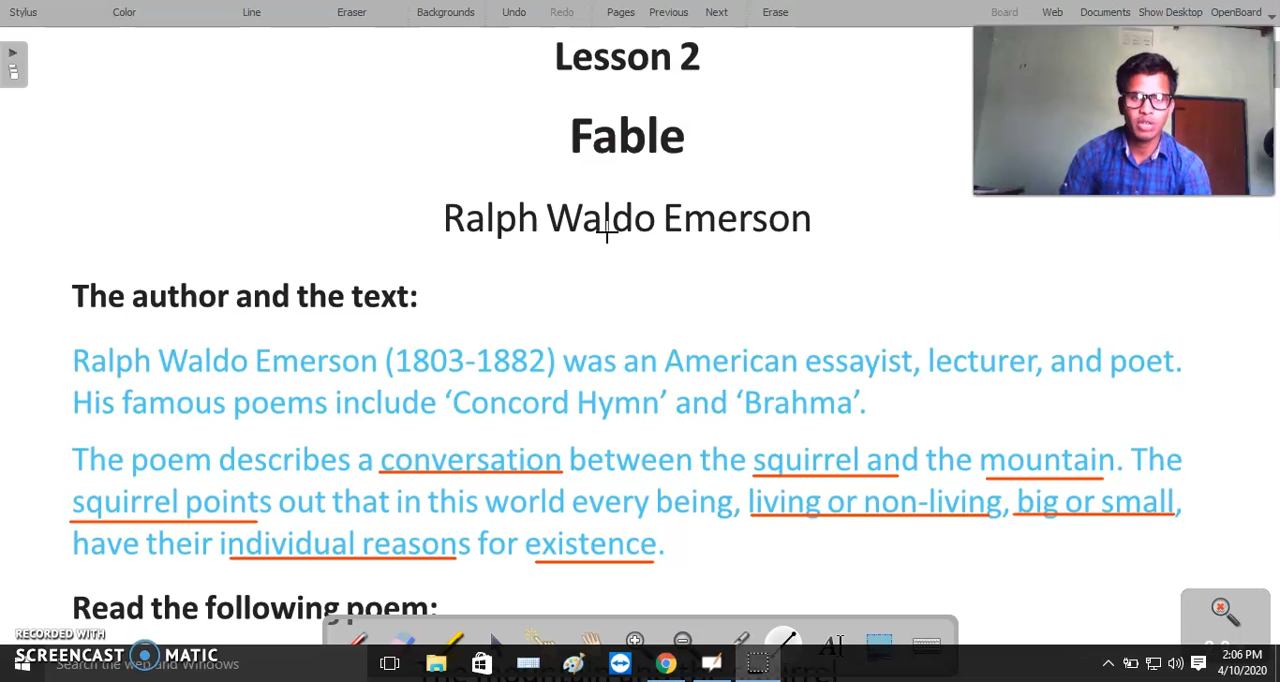 Stylus Color Line Eraser Backgrounds Undo Redo Pages Previous Next Erase Board Web Documents Show Desktop OpenBoard
Lesson 2
Fable
Ralph Waldo Emerson
The author and the text:
Ralph Waldo Emerson (1803-1882) was an American essayist, lecturer, and poet.
His famous poems include ‘Concord Hymn’ and ‘Brahma’.
The poem describes a conversation between the squirrel and the mountain. The
squirrel points out that in this world every being, living or non-living, big or small,
have their individual reasons for existence.
Read the following poem:
RECORDED WITH
SCREENCAST MATIC
Search the web and Windows
2:06 PM
4/10/2020